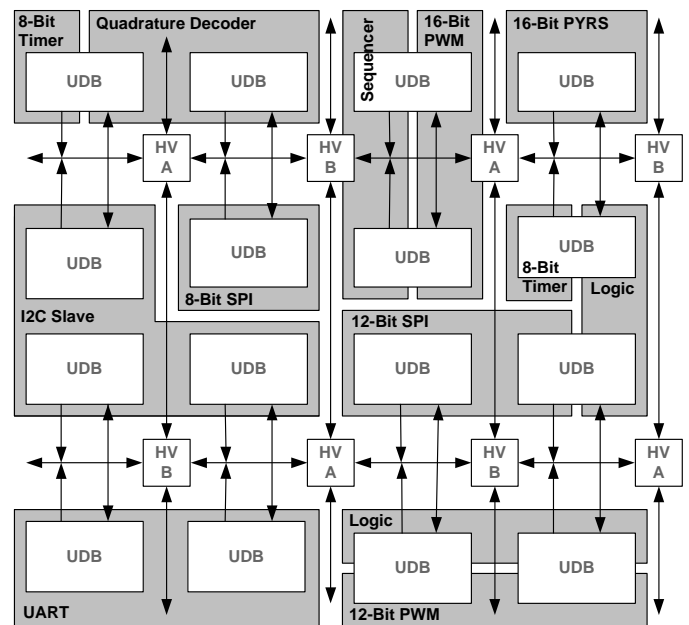 8-Bit
Timer
Quadrature Decoder
Sequencer
16-Bit
PWM
16-Bit PYRS
UDB
UDB
UDB
UDB
HV
A
HV
B
HV
A
HV
B
UDB
UDB
UDB
UDB
8-Bit SPI
8-Bit
Timer
Logic
I2C Slave
12-Bit SPI
UDB
UDB
UDB
UDB
HV
B
HV
A
HV
B
HV
A
Logic
UDB
UDB
UDB
UDB
UART
12-Bit PWM